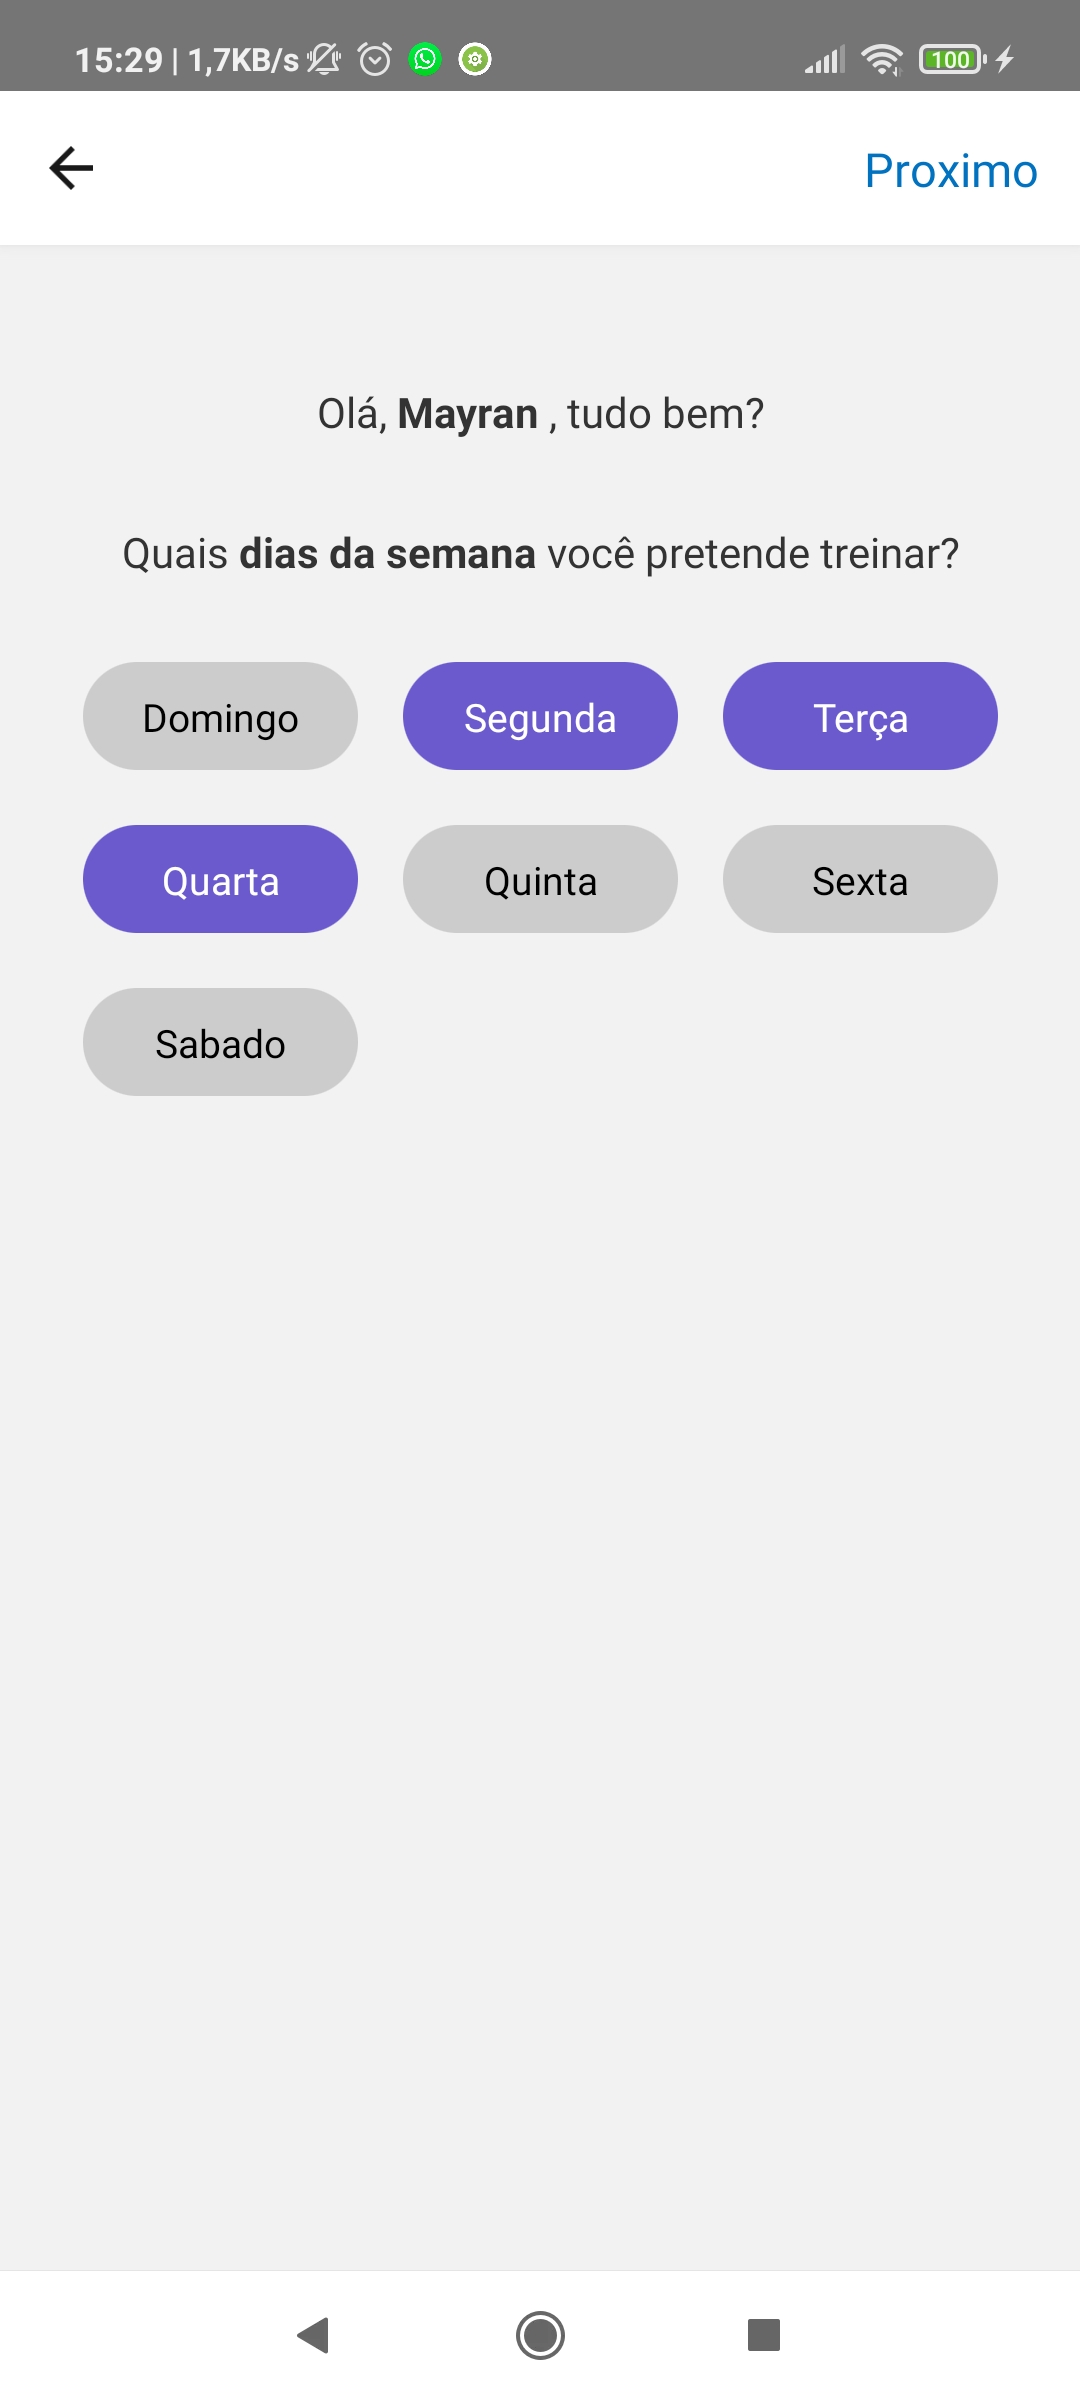 15:29 | 1,7KB/s 100
Proximo
Olá, Mayran , tudo bem?
Quais dias da semana você pretende treinar?
Domingo Segunda Terça
Quarta Quinta Sexta
Sabado